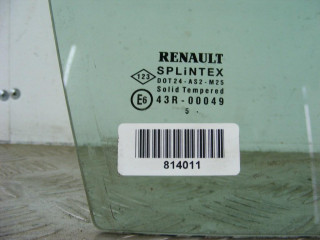 RENAULT
SPLiNTEX
123 DOT24-AS2-M25
Solid Tempered
E6 43R-00049
5
814011